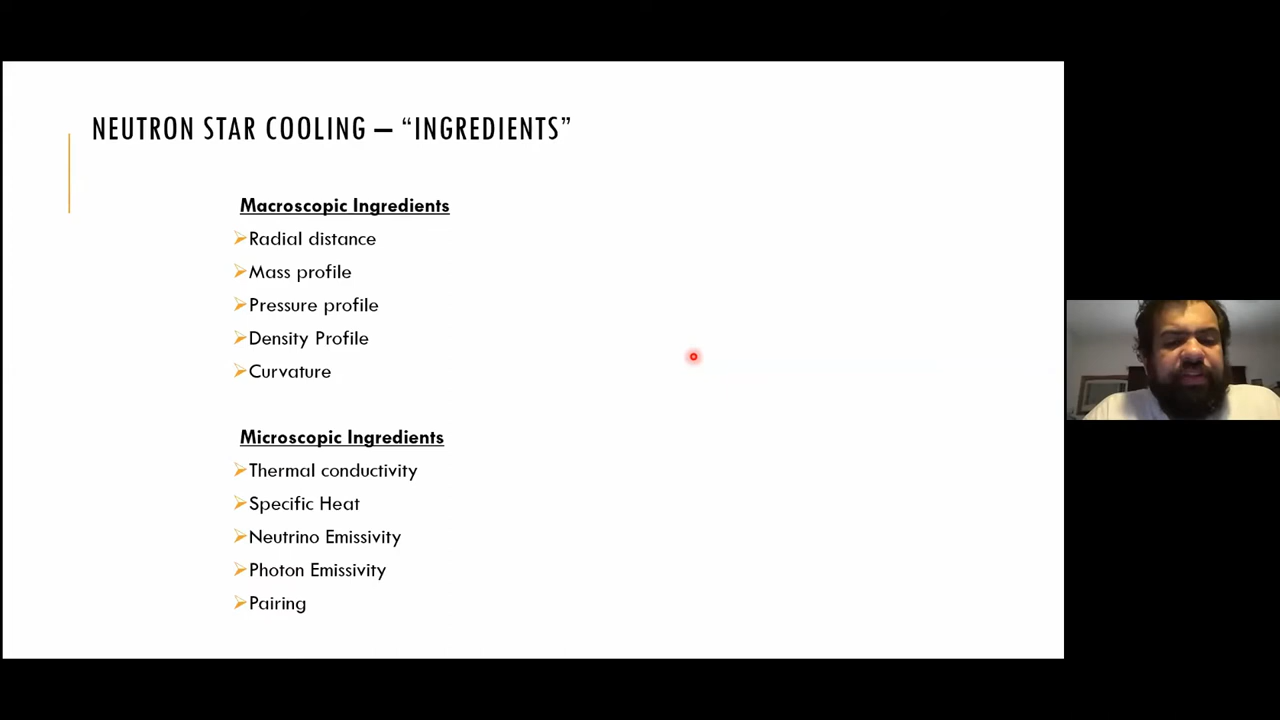 NEUTRON STAR COOLING – “INGREDIENTS”
Macroscopic Ingredients
Radial distance
Mass profile
Pressure profile
Density Profile
Curvature
Microscopic Ingredients
Thermal conductivity
Specific Heat
Neutrino Emissivity
Photon Emissivity
Pairing